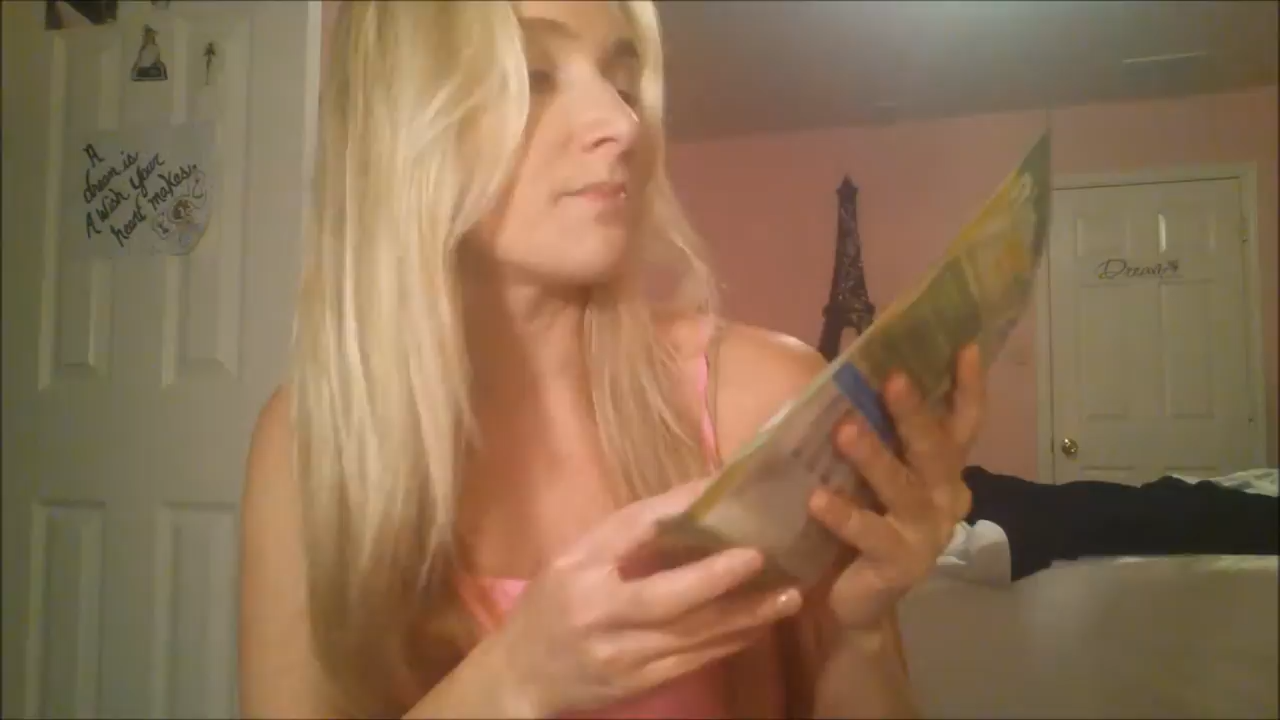 A
dream is
A wish your
heart makes.
Dream